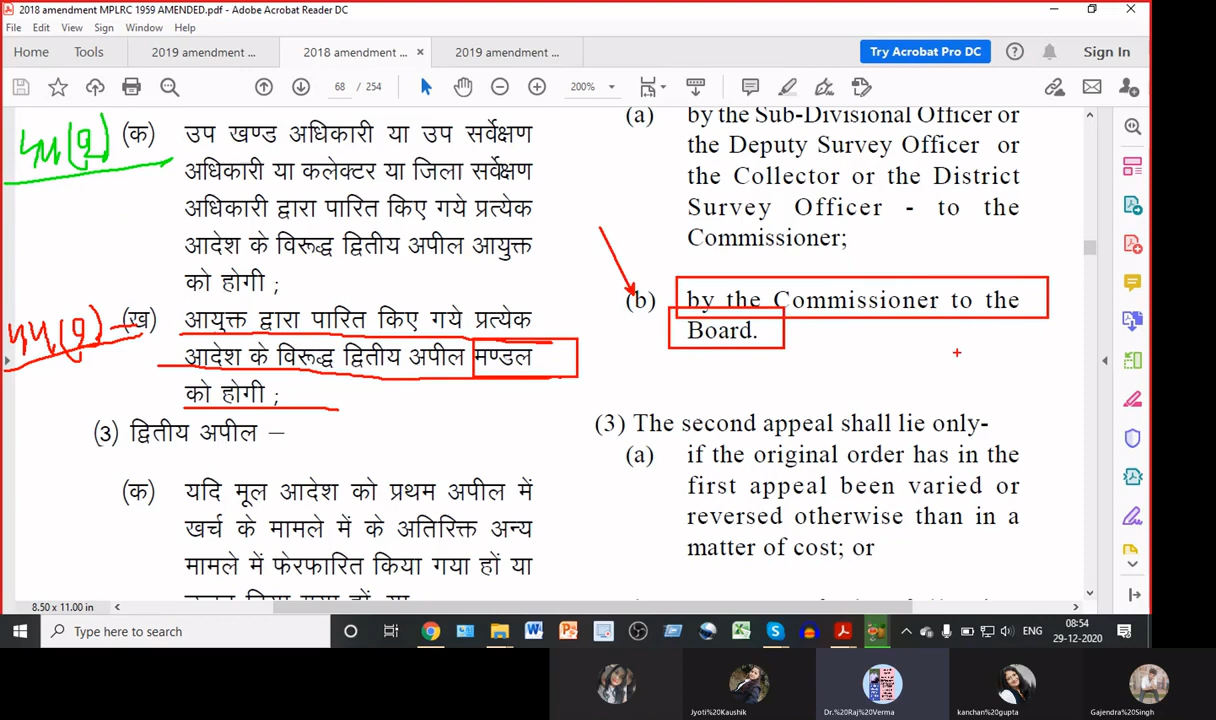 2018 amendment MPLRC 1959 AMENDED.pdf - Adobe Acrobat Reader DC
File Edit View Sign Window Help
Home Tools 2019 amendment ... 2018 amendment ... × 2019 amendment ... Try Acrobat Pro DC Sign In
68 / 254 200%
(क) उप खण्ड अधिकारी या उप सर्वेक्षण
अधिकारी या कलेक्टर या जिला सर्वेक्षण
अधिकारी द्वारा पारित किए गये प्रत्येक
आदेश के विरूद्ध द्वितीय अपील आयुक्त
को होगी ;
(ख) आयुक्त द्वारा पारित किए गये प्रत्येक
आदेश के विरूद्ध द्वितीय अपील मण्डल
को होगी ;
(3) द्वितीय अपील –
(क) यदि मूल आदेश को प्रथम अपील में
खर्च के मामले में के अतिरिक्त अन्य
मामले में फेरफारित किया गया हों या
(a) by the Sub-Divisional Officer or
the Deputy Survey Officer or
the Collector or the District
Survey Officer - to the
Commissioner;
(b) by the Commissioner to the
Board.
(3) The second appeal shall lie only-
(a) if the original order has in the
first appeal been varied or
reversed otherwise than in a
matter of cost; or
8.50 x 11.00 in
Type here to search
ENG
08:54
29-12-2020
Jyoti%20Kaushik
Dr.%20Raj%20Verma
kanchan%20gupta
Gajendra%20Singh